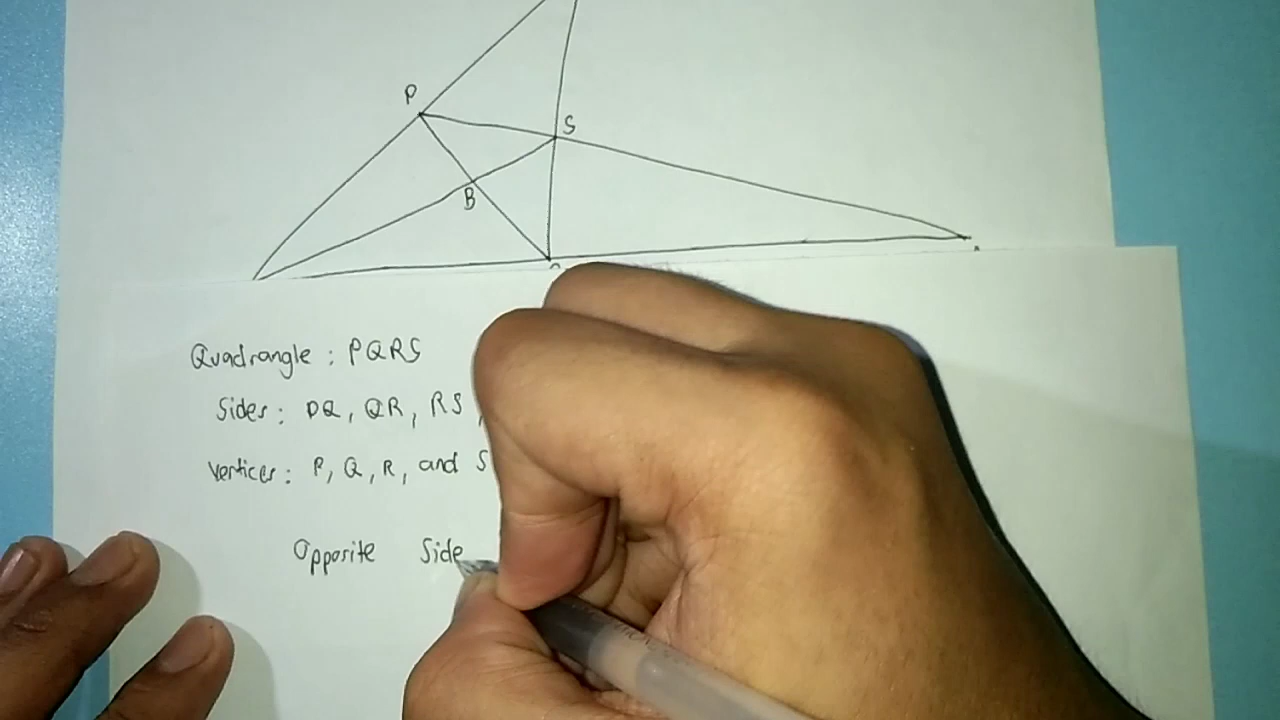 P
S
B
Quadrangle : PQRS
Sides : PQ, QR, RS,
Vertices : P, Q, R, and S
Opposite Side